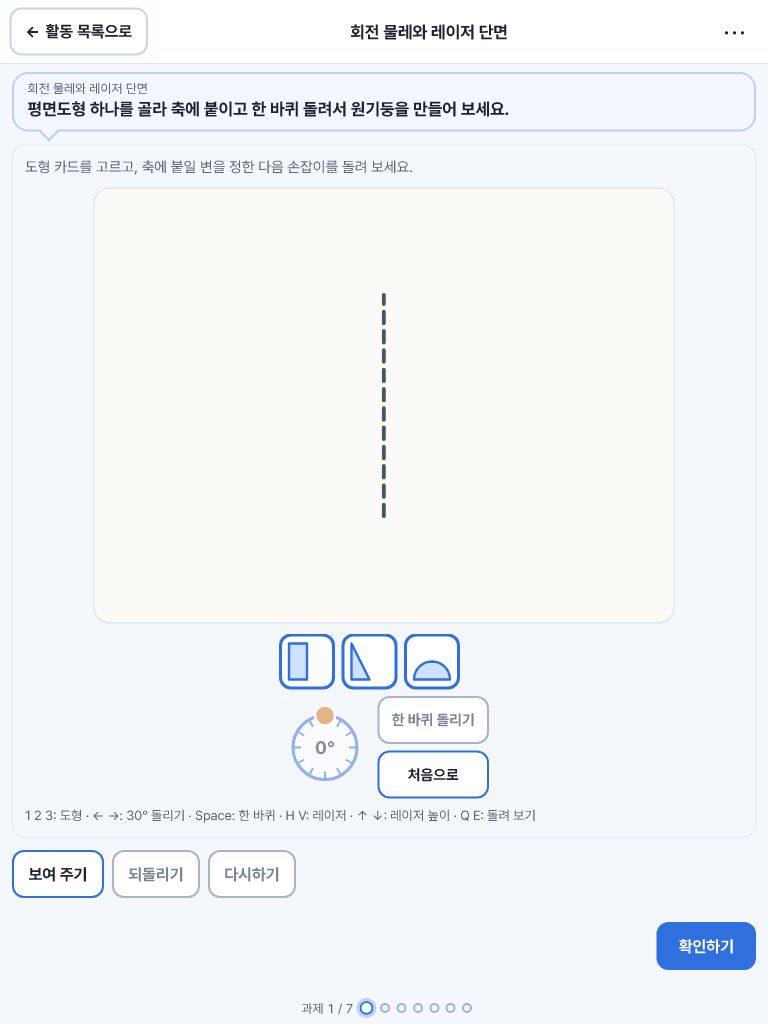 ← 활동 목록으로
회전 물레와 레이저 단면
회전 물레와 레이저 단면
평면도형 하나를 골라 축에 붙이고 한 바퀴 돌려서 원기둥을 만들어 보세요.
도형 카드를 고르고, 축에 붙일 변을 정한 다음 손잡이를 돌려 보세요.
0°
한 바퀴 돌리기
처음으로
1 2 3: 도형 · ← →: 30° 돌리기 · Space: 한 바퀴 · H V: 레이저 · ↑ ↓: 레이저 높이 · Q E: 돌려 보기
보여 주기
되돌리기
다시하기
확인하기
과제 1 / 7